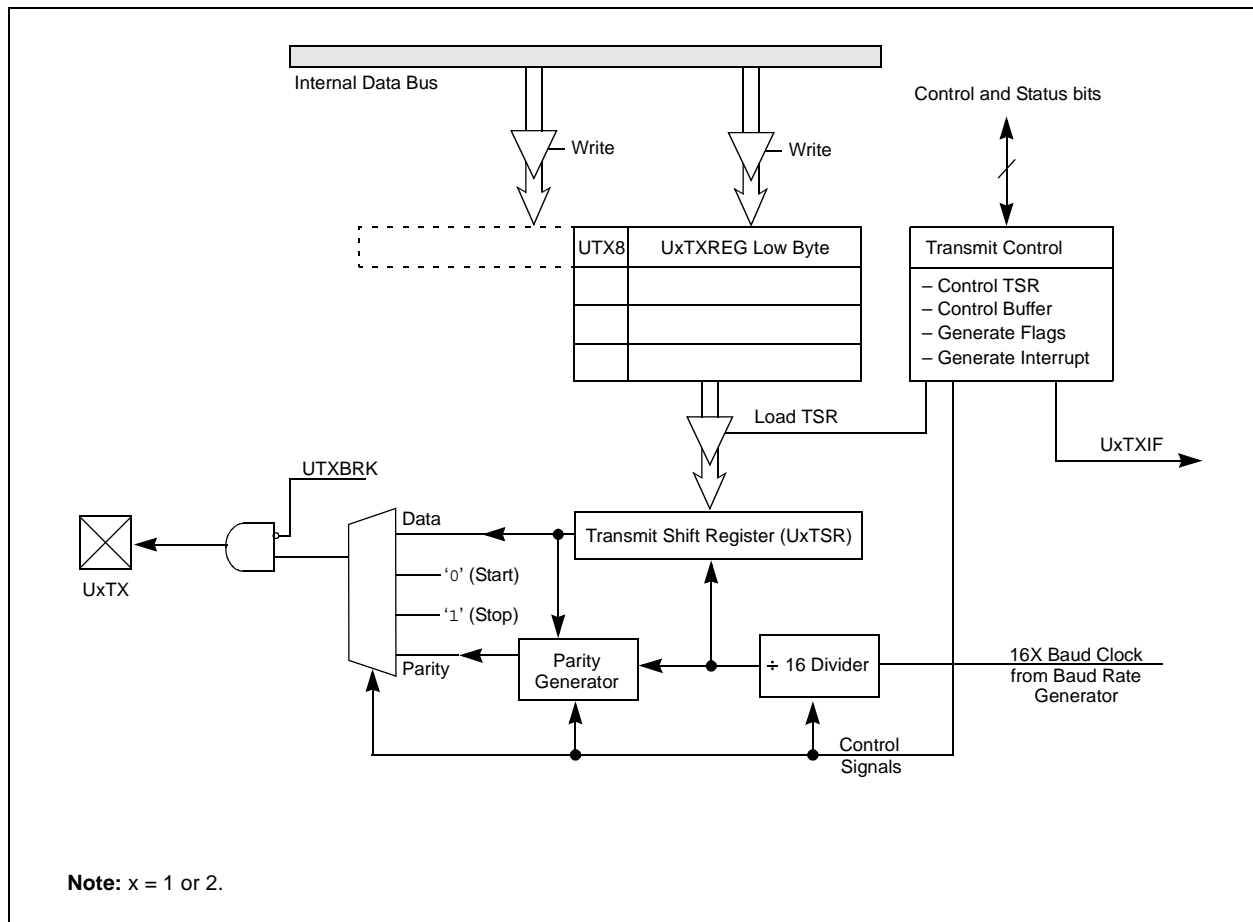 Internal Data Bus
Control and Status bits
Write
Write
UTX8
UxTXREG Low Byte
Transmit Control
– Control TSR
– Control Buffer
– Generate Flags
– Generate Interrupt
Load TSR
UxTXIF
UTXBRK
Data
Transmit Shift Register (UxTSR)
UxTX
‘0’ (Start)
‘1’ (Stop)
Parity
Parity
Generator
÷ 16 Divider
16X Baud Clock
from Baud Rate
Generator
Control
Signals
Note: x = 1 or 2.